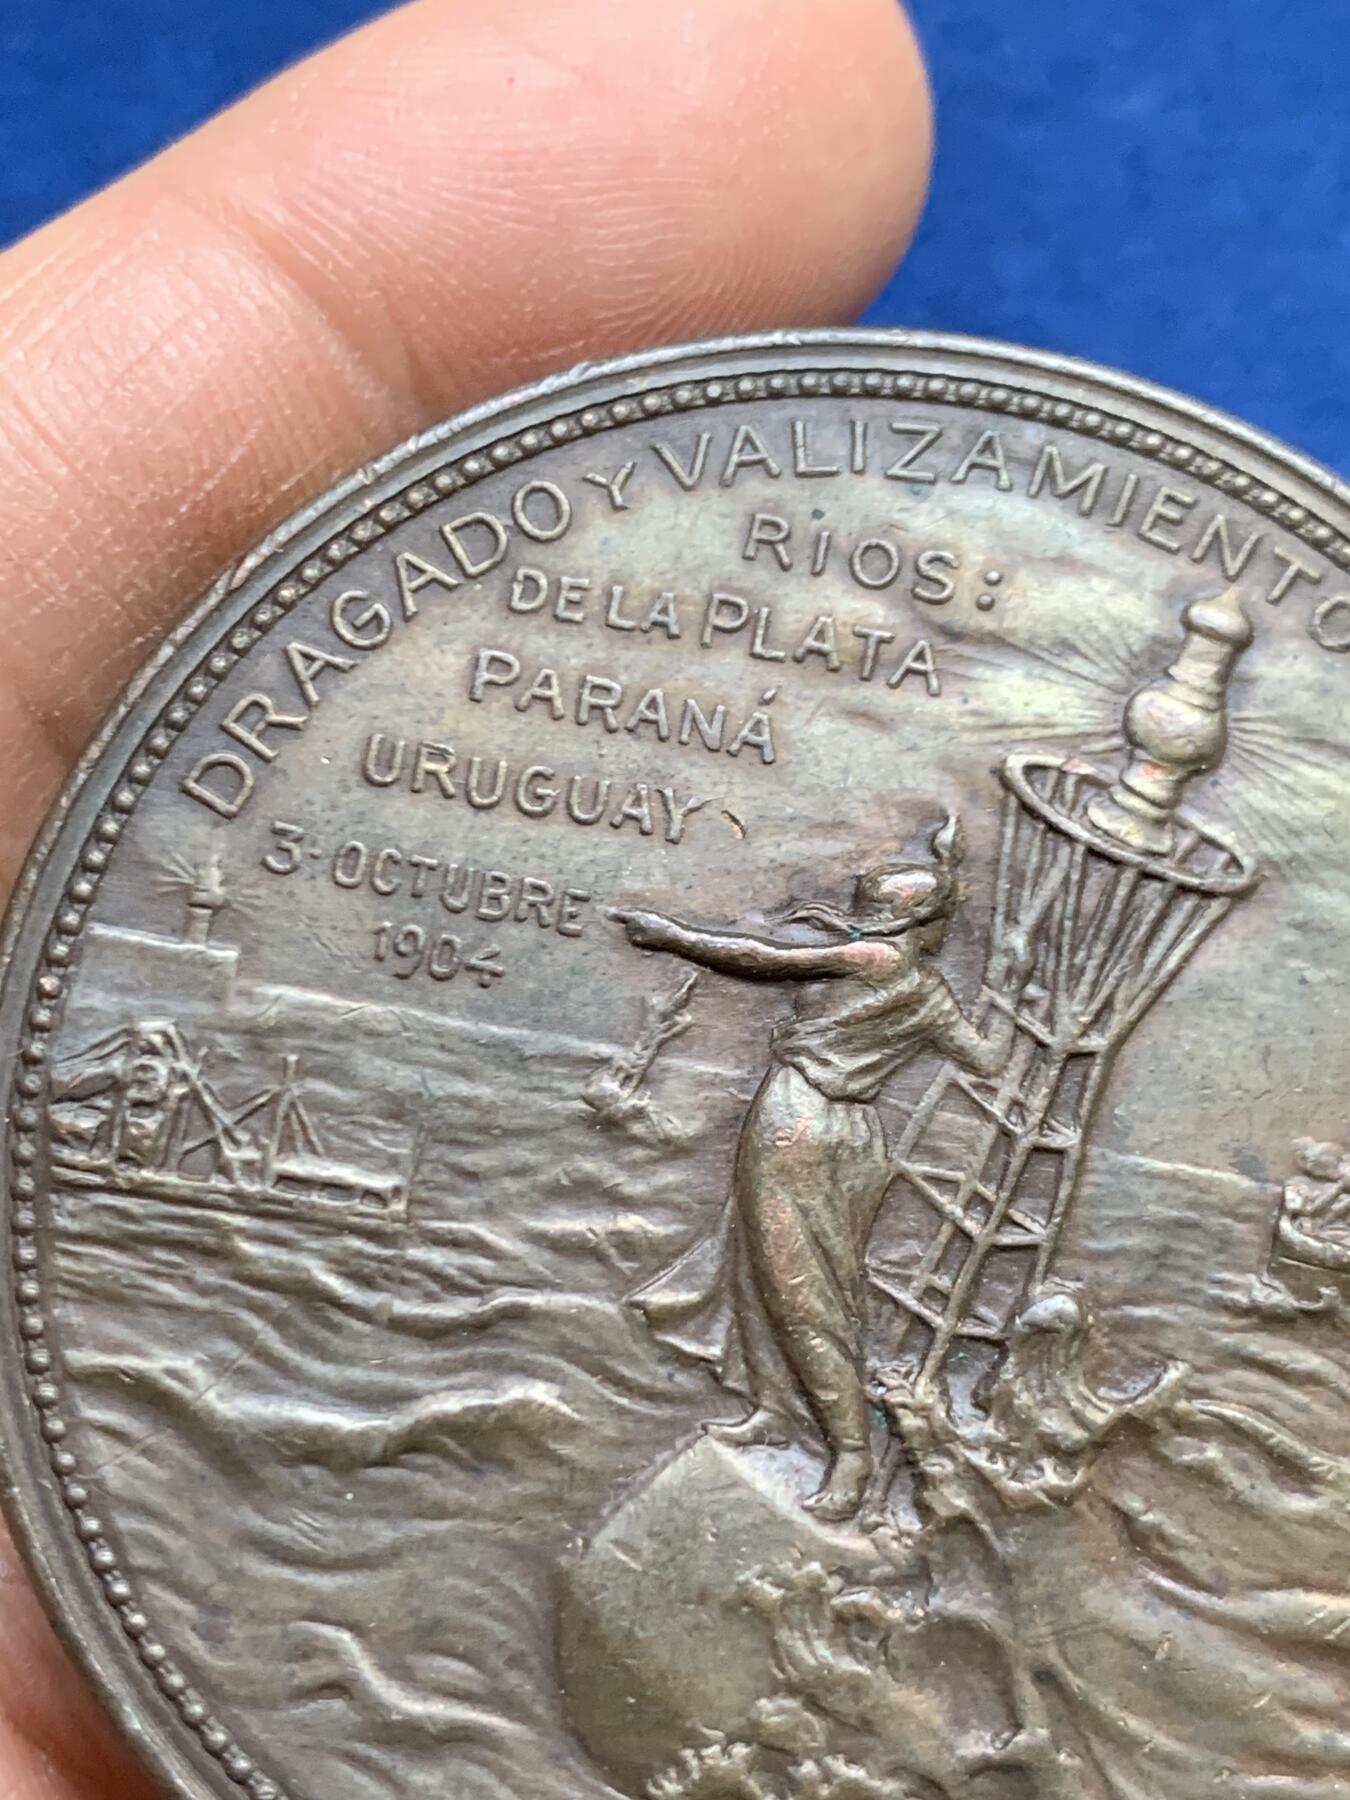 DRAGADO Y VALIZAMIENTO
RIOS:
DE LA PLATA
PARANÁ
URUGUAY
3· OCTUBRE
1904